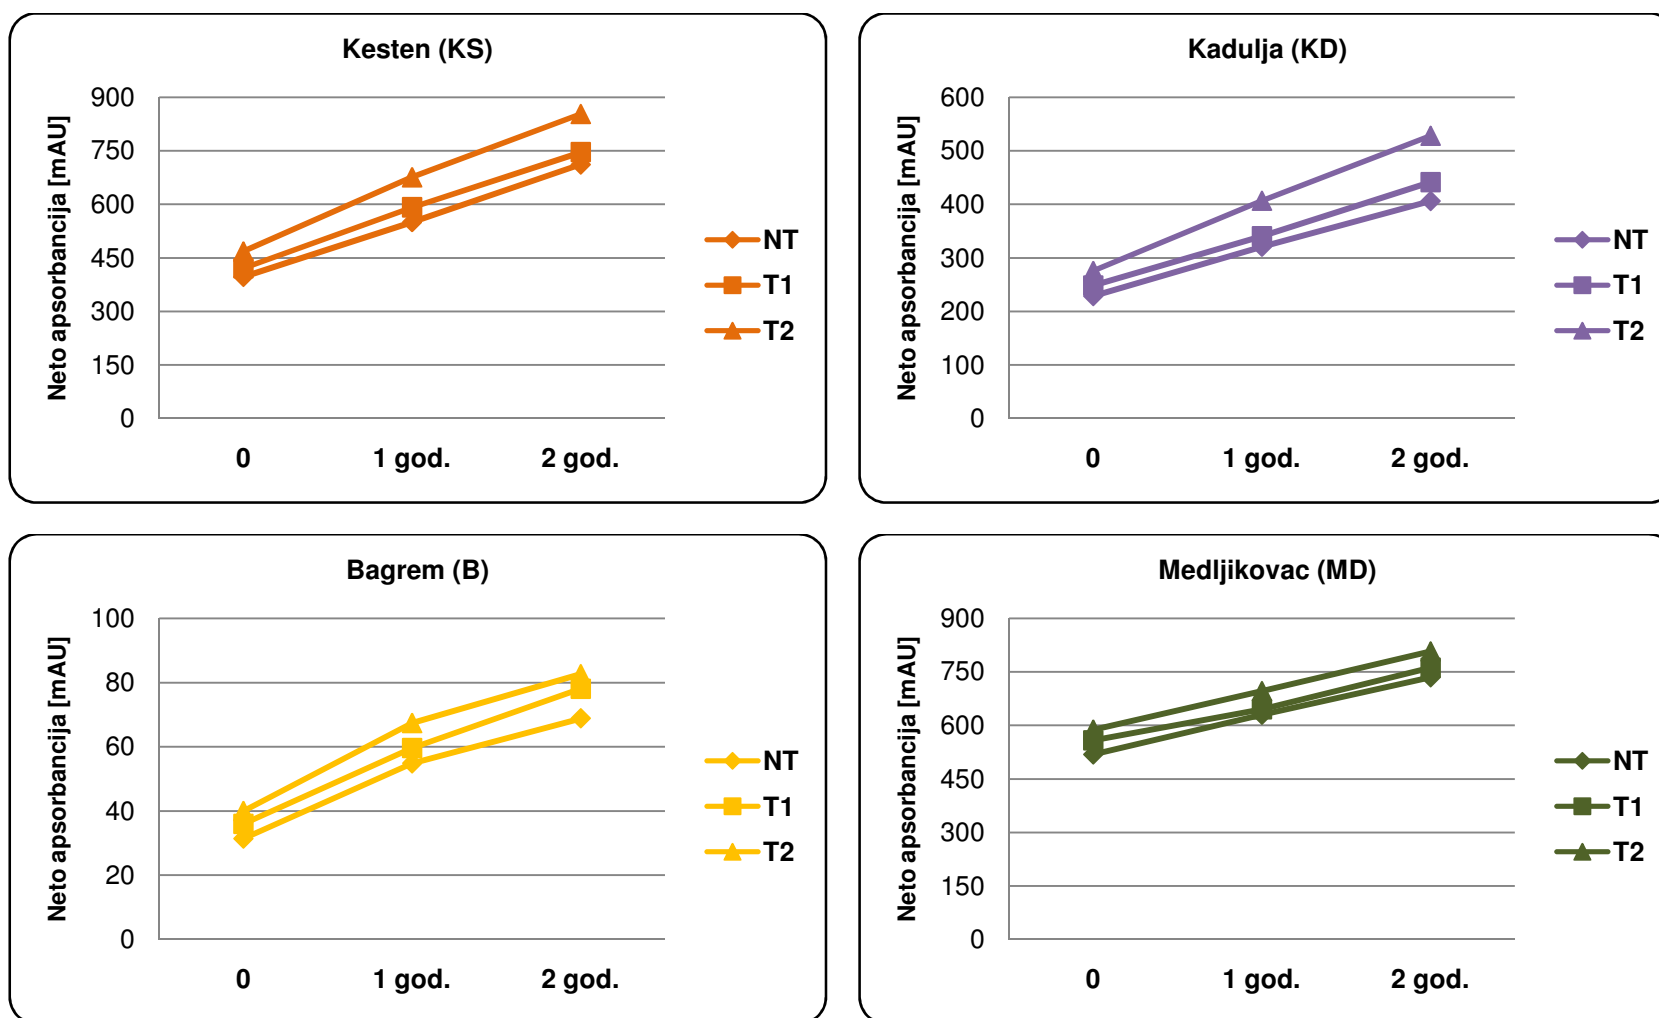 Kesten (KS)
Neto apsorbancija [mAU]
900
750
600
450
300
150
0
0 1 god. 2 god.
NT
T1
T2
Kadulja (KD)
Neto apsorbancija [mAU]
600
500
400
300
200
100
0
0 1 god. 2 god.
NT
T1
T2
Bagrem (B)
Neto apsorbancija [mAU]
100
80
60
40
20
0
0 1 god. 2 god.
NT
T1
T2
Medljikovac (MD)
Neto apsorbancija [mAU]
900
750
600
450
300
150
0
0 1 god. 2 god.
NT
T1
T2